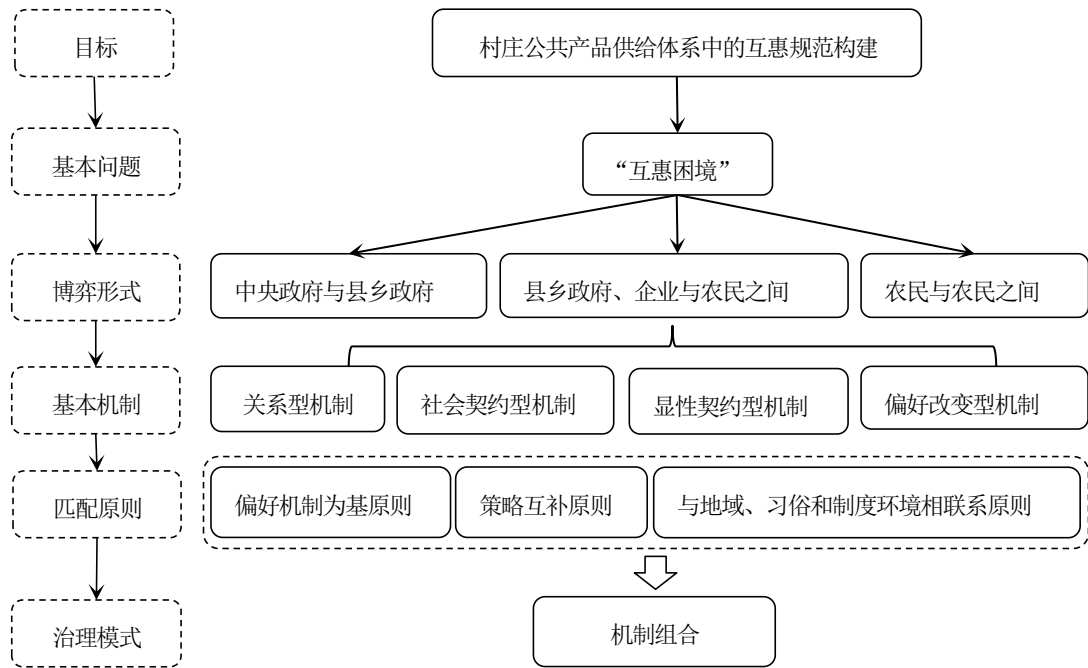 目标
村庄公共产品供给体系中的互惠规范构建
基本问题
“互惠困境”
博弈形式
中央政府与县乡政府
县乡政府、企业与农民之间
农民与农民之间
基本机制
关系型机制
社会契约型机制
显性契约型机制
偏好改变型机制
匹配原则
偏好机制为基原则
策略互补原则
与地域、习俗和制度环境相联系原则
治理模式
机制组合